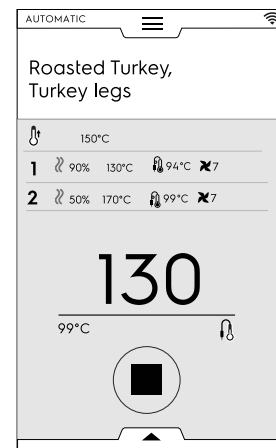 AUTOMATIC
Roasted Turkey,
Turkey legs
150°C
1 90% 130°C 94°C 7
2 50% 170°C 99°C 7
130
99°C